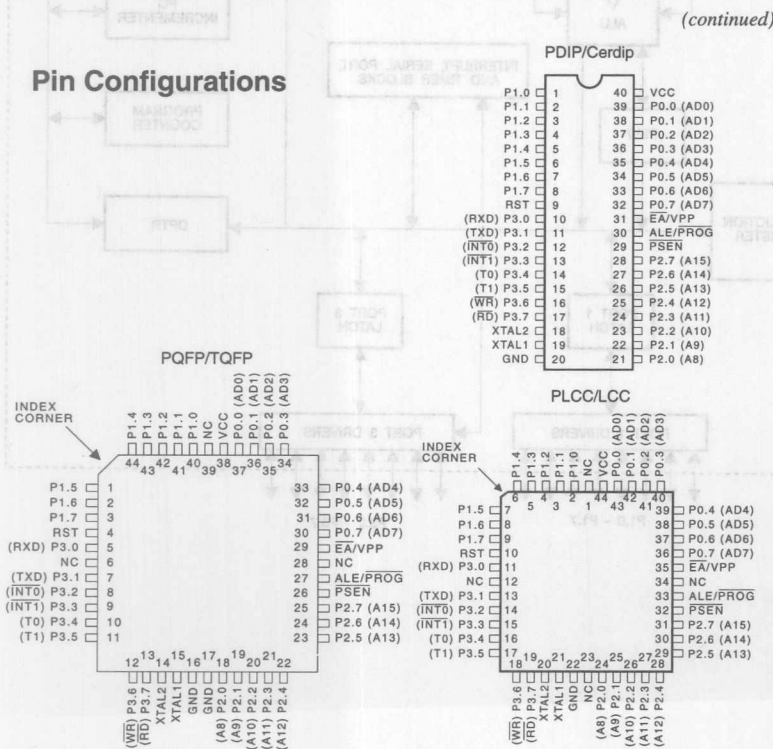 (continued)
Pin Configurations
PDIP/Cerdip
P1.0 1 40 VCC
P1.1 2 39 P0.0 (AD0)
P1.2 3 38 P0.1 (AD1)
P1.3 4 37 P0.2 (AD2)
P1.4 5 36 P0.3 (AD3)
P1.5 6 35 P0.4 (AD4)
P1.6 7 34 P0.5 (AD5)
P1.7 8 33 P0.6 (AD6)
RST 9 32 P0.7 (AD7)
(RXD) P3.0 10 31 EA/VPP
(TXD) P3.1 11 30 ALE/PROG
(INT0) P3.2 12 29 PSEN
(INT1) P3.3 13 28 P2.7 (A15)
(T0) P3.4 14 27 P2.6 (A14)
(T1) P3.5 15 26 P2.5 (A13)
(WR) P3.6 16 25 P2.4 (A12)
(RD) P3.7 17 24 P2.3 (A11)
XTAL2 18 23 P2.2 (A10)
XTAL1 19 22 P2.1 (A9)
GND 20 21 P2.0 (A8)
PQFP/TQFP
INDEX
CORNER
P1.4 P1.3 P1.2 P1.1 P1.0 NC VCC P0.0 (AD0) P0.1 (AD1) P0.2 (AD2) P0.3 (AD3)
44 43 42 41 40 39 38 37 36 35 34
P1.5 1 33 P0.4 (AD4)
P1.6 2 32 P0.5 (AD5)
P1.7 3 31 P0.6 (AD6)
RST 4 30 P0.7 (AD7)
(RXD) P3.0 5 29 EA/VPP
NC 6 28 NC
(TXD) P3.1 7 27 ALE/PROG
(INT0) P3.2 8 26 PSEN
(INT1) P3.3 9 25 P2.7 (A15)
(T0) P3.4 10 24 P2.6 (A14)
(T1) P3.5 11 23 P2.5 (A13)
12 13 14 15 16 17 18 19 20 21 22
(WR) P3.6 (RD) P3.7 XTAL2 XTAL1 GND GND (A8) P2.0 (A9) P2.1 (A10) P2.2 (A11) P2.3 (A12) P2.4
PLCC/LCC
INDEX
CORNER
P1.4 P1.3 P1.2 P1.1 P1.0 NC VCC P0.0 (AD0) P0.1 (AD1) P0.2 (AD2) P0.3 (AD3)
6 5 4 3 2 1 44 43 42 41 40
P1.5 7 39 P0.4 (AD4)
P1.6 8 38 P0.5 (AD5)
P1.7 9 37 P0.6 (AD6)
RST 10 36 P0.7 (AD7)
(RXD) P3.0 11 35 EA/VPP
NC 12 34 NC
(TXD) P3.1 13 33 ALE/PROG
(INT0) P3.2 14 32 PSEN
(INT1) P3.3 15 31 P2.7 (A15)
(T0) P3.4 16 30 P2.6 (A14)
(T1) P3.5 17 29 P2.5 (A13)
18 19 20 21 22 23 24 25 26 27 28
(WR) P3.6 (RD) P3.7 XTAL2 XTAL1 GND NC (A8) P2.0 (A9) P2.1 (A10) P2.2 (A11) P2.3 (A12) P2.4